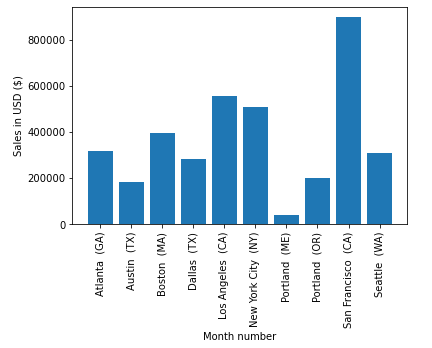 Sales in USD ($)
800000
600000
400000
200000
0
Atlanta (GA)
Austin (TX)
Boston (MA)
Dallas (TX)
Los Angeles (CA)
New York City (NY)
Portland (ME)
Portland (OR)
San Francisco (CA)
Seattle (WA)
Month number